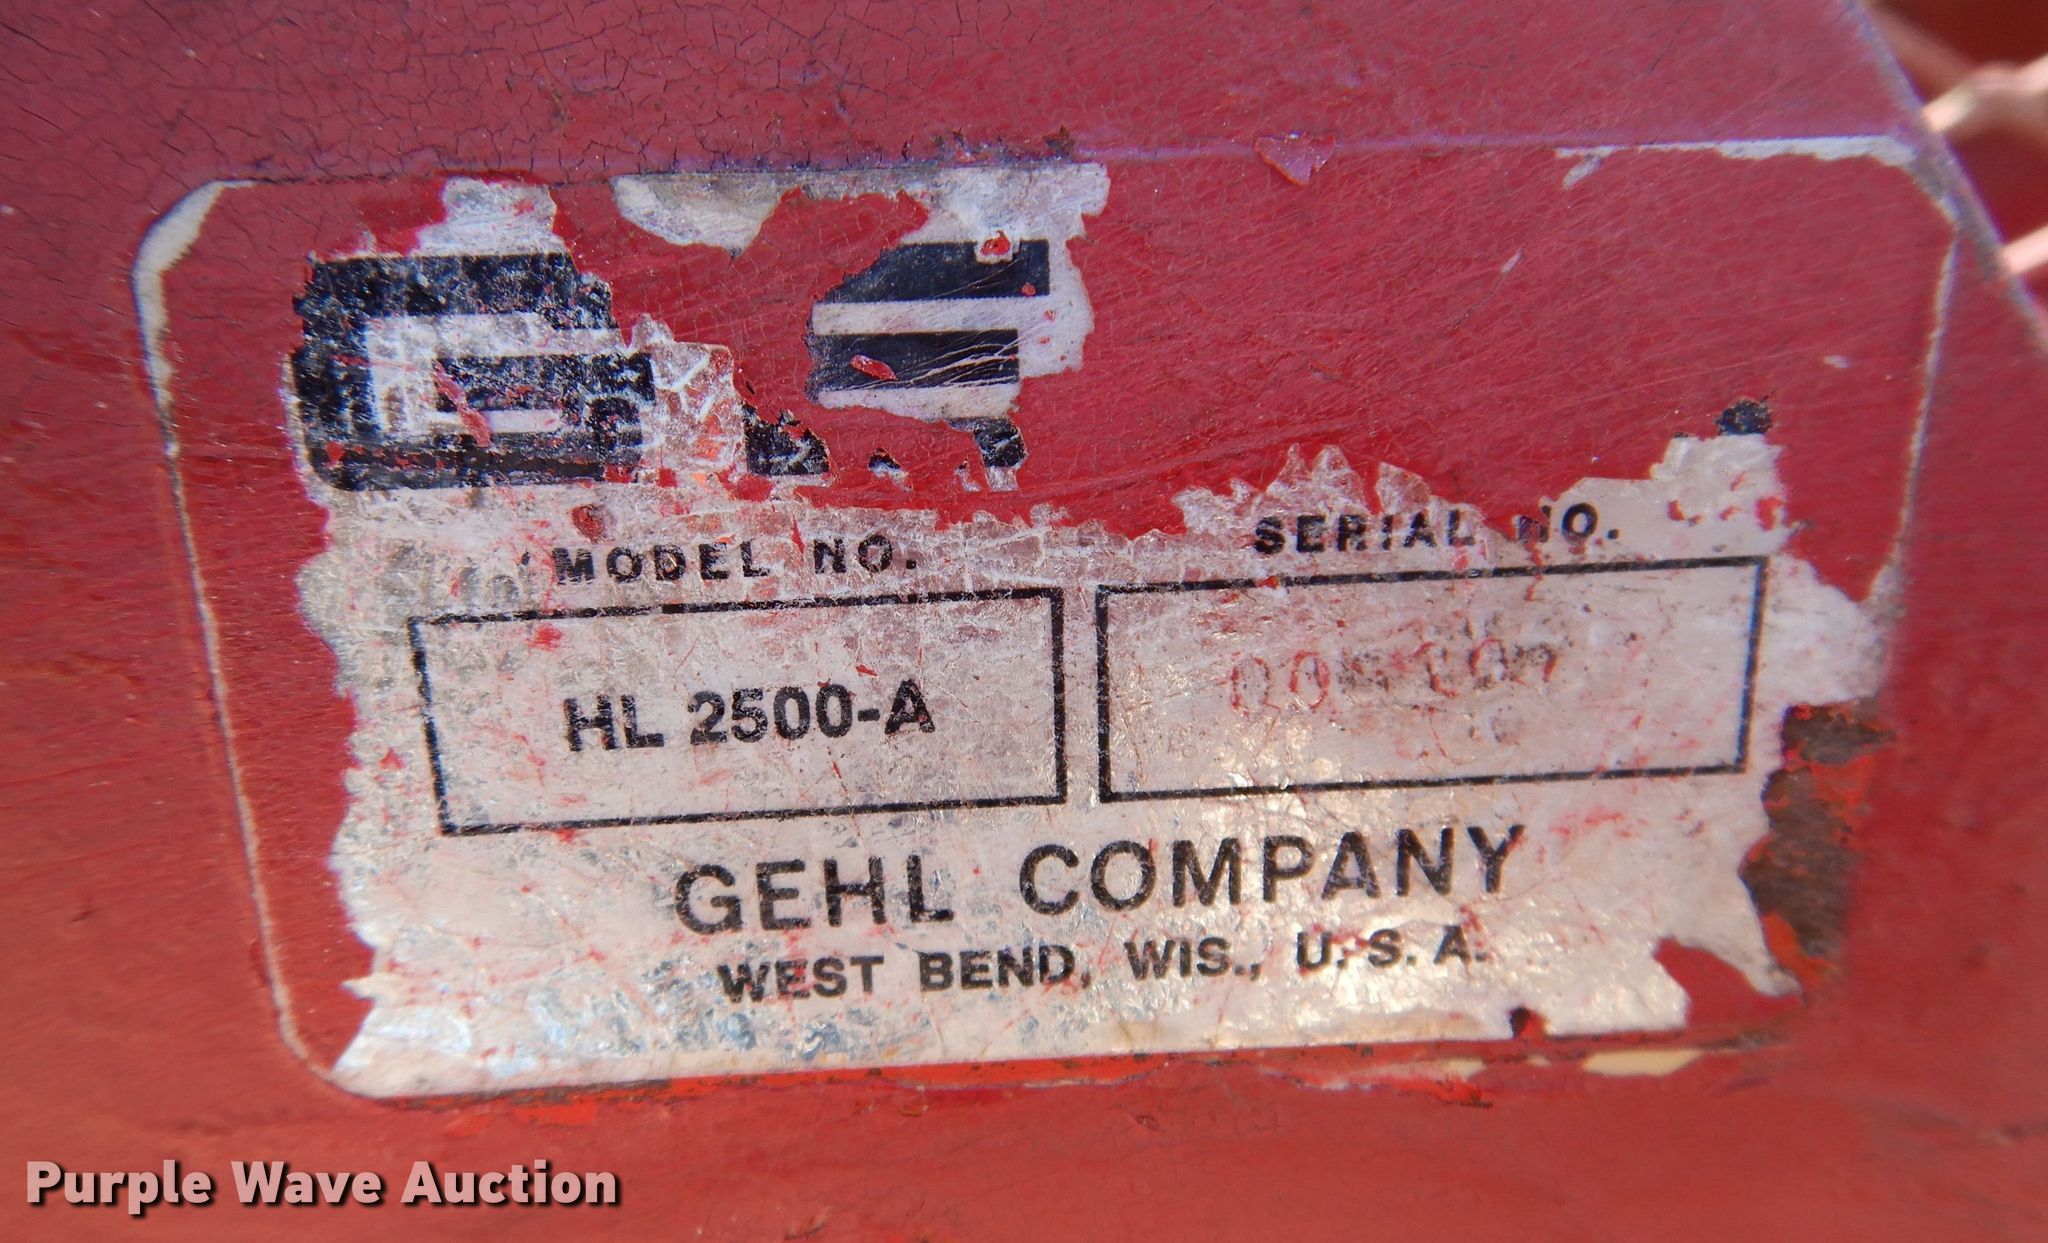 MODEL NO.
SERIAL NO.
HL 2500-A
GEHL COMPANY
WEST BEND, WIS., U.S.A.
Purple Wave Auction